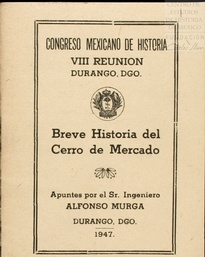 CONGRESO MEXICANO DE HISTORIA
VIII REUNION
DURANGO, DGO.
Breve Historia del
Cerro de Mercado
Apuntes por el Sr. Ingeniero
ALFONSO MURGA
DURANGO, DGO.
1947.